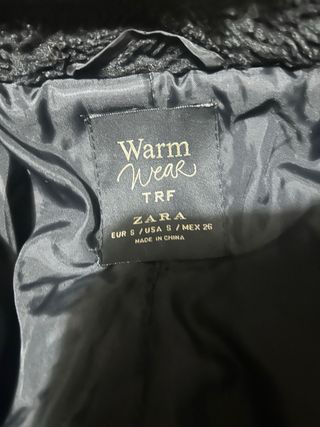 Warm
Wear
TRF
ZARA
EUR S / USA S / MEX 26
MADE IN CHINA